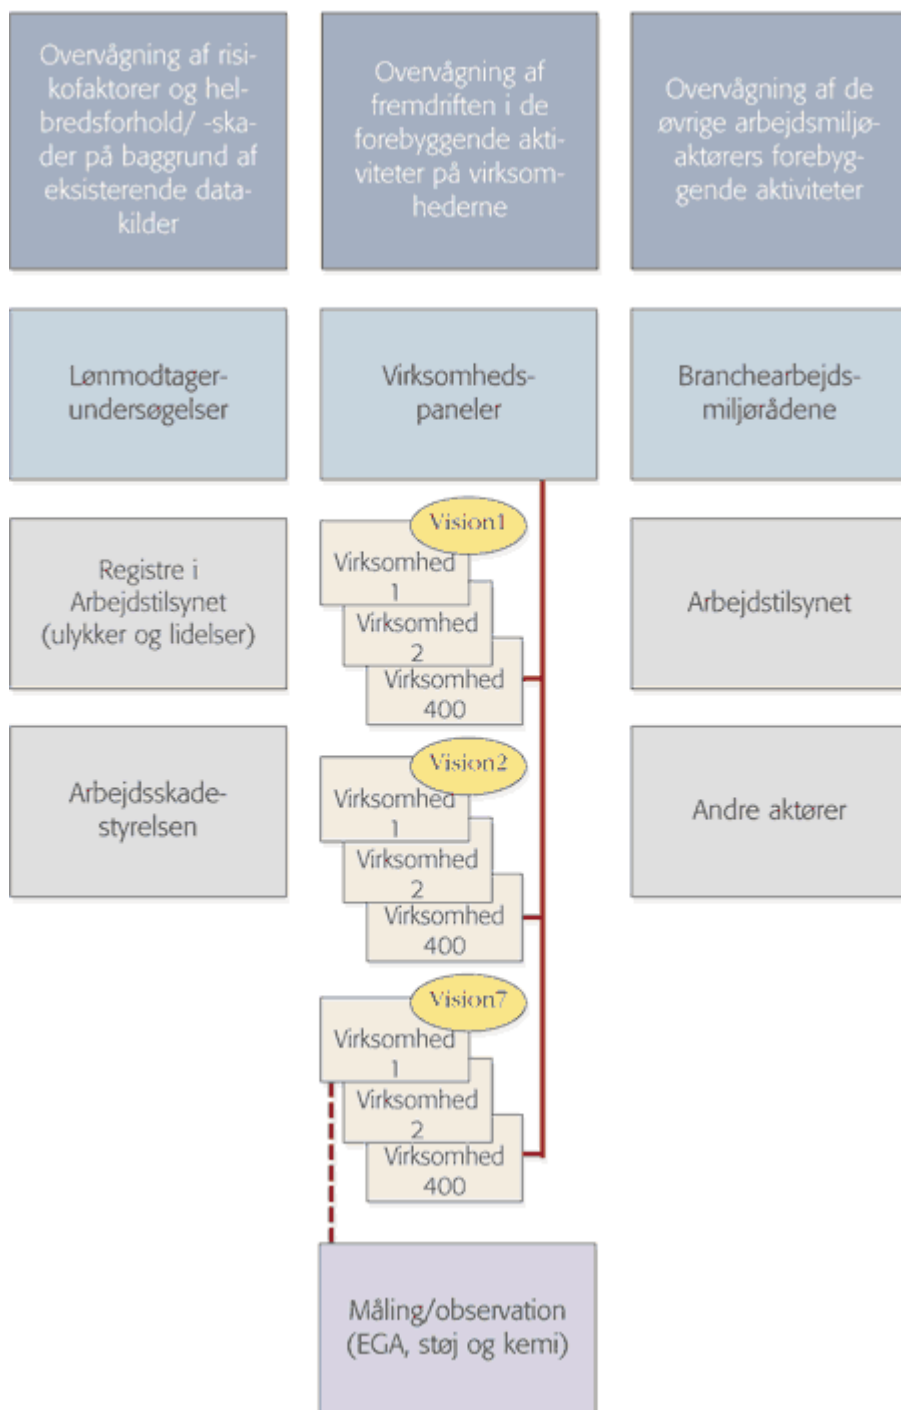 Overvågning af risi-
kofaktorer og hel-
bredsforhold/ -ska-
der på baggrund af
eksisterende data-
kilder
Overvågning af
fremdriften i de
forebyggende akti-
viteter på virksom-
hederne
Overvågning af de
øvrige arbejdsmiljø-
aktørers forebyg-
gende aktiviteter
Lønmodtager-
undersøgelser
Virksomheds-
paneler
Branchearbejds-
miljørådene
Registre i
Arbejdstilsynet
(ulykker og lidelser)
Vision1
Virksomhed
1
Virksomhed
2
Virksomhed
400
Arbejdstilsynet
Arbejdsskade-
styrelsen
Vision2
Virksomhed
1
Virksomhed
2
Virksomhed
400
Andre aktører
Vision7
Virksomhed
1
Virksomhed
2
Virksomhed
400
Måling/observation
(EGA, støj og kemi)